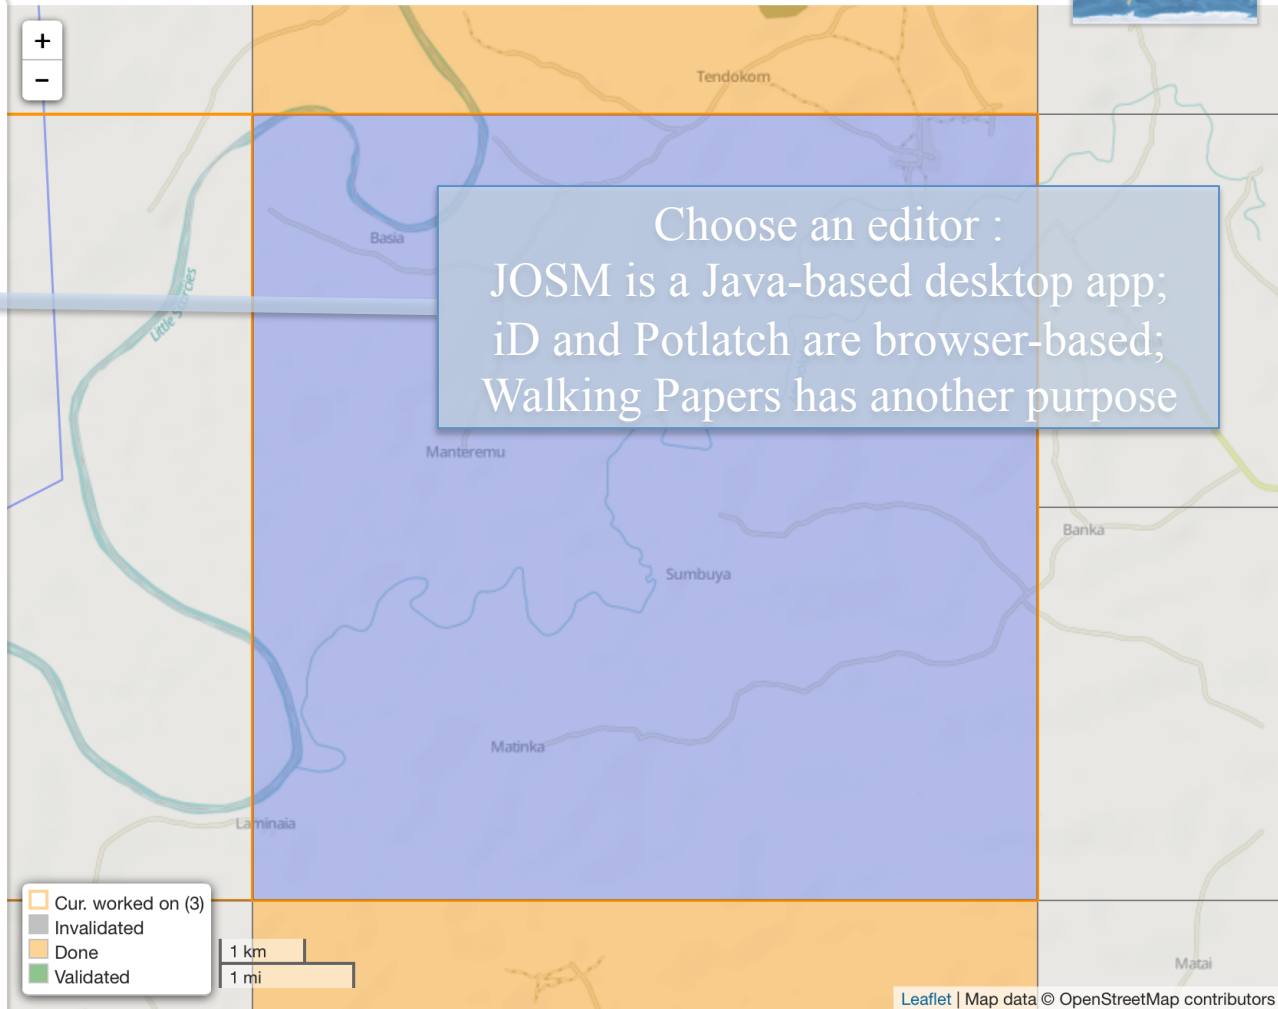 +
−
Tendokom
Choose an editor :
JOSM is a Java-based desktop app;
iD and Potlatch are browser-based;
Walking Papers has another purpose
Basia
Manteremu
Banka
Sumbuya
Matinka
Laminaia
Matai
Cur. worked on (3)
Invalidated
Done
Validated
1 km
1 mi
Leaflet | Map data © OpenStreetMap contributors